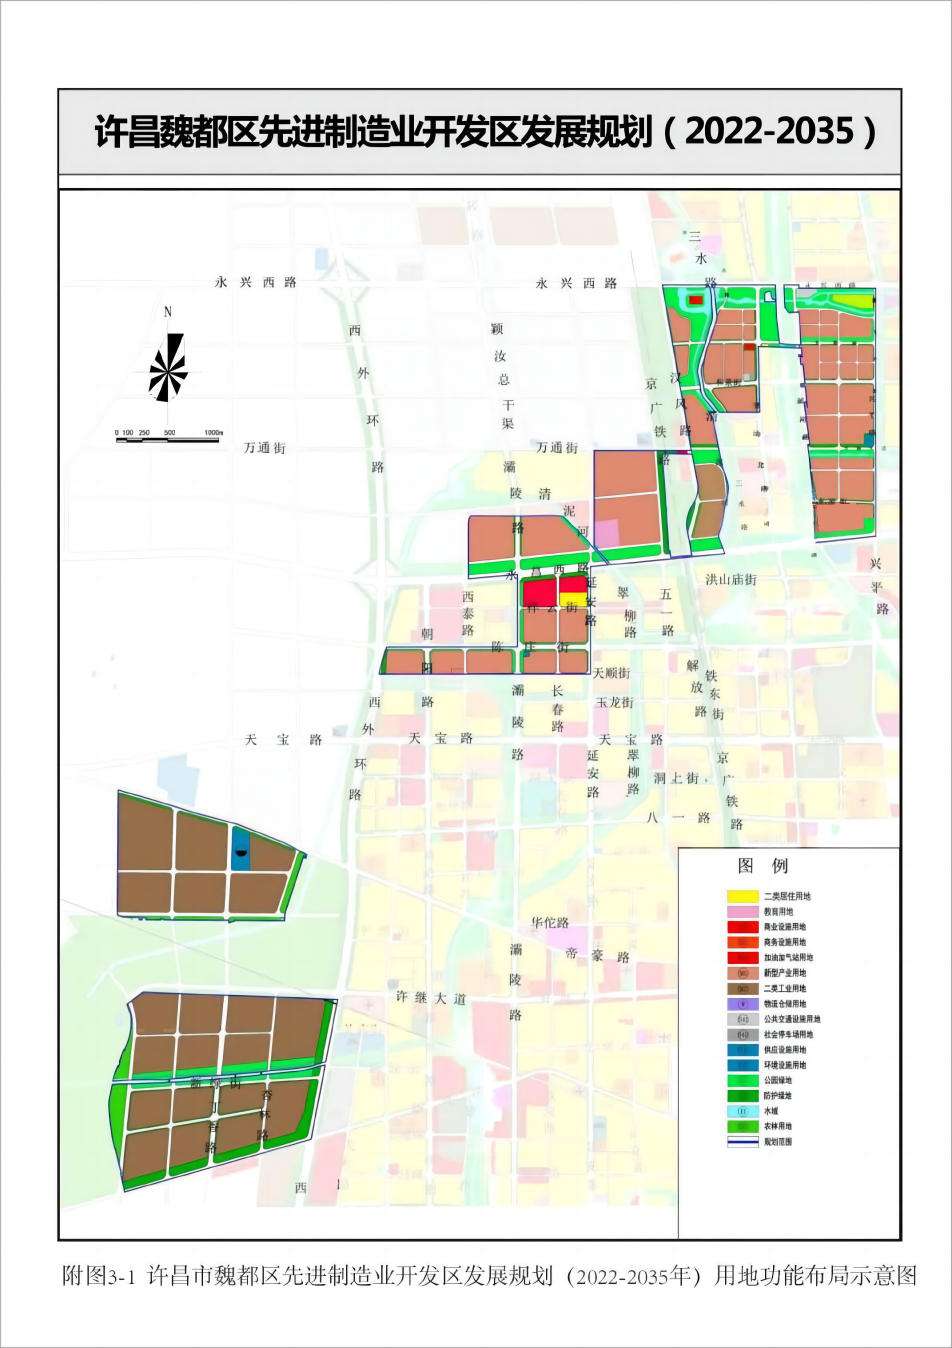 许昌魏都区先进制造业开发区发展规划（2022-2035）
三水路
永兴西路
永兴西路
N
西外环路
颍汝总干渠
京广铁路
汉风路
0 100 250 500 1000m
万通街
万通街
灞陵路
清泥河
永昌西路
洪山庙街
兴平路
延安路
祥云街
西泰路
翠柳路
五一路
朝阳路
陈庄街
天顺街
解放路
铁东街
西外环路
灞陵路
长春路
玉龙街
天宝路
天宝路
天宝路
延安路
翠柳路
洞上街
京广铁路
八一路
图例
二类居住用地
教育用地
商业设施用地
商务设施用地
加油加气站用地
新型产业用地
二类工业用地
物流仓储用地
公共交通设施用地
社会停车场用地
供应设施用地
环境设施用地
公园绿地
防护绿地
水域
农林用地
规划范围
华佗路
灞陵路
帝豪路
许继大道
杏林路
西
附图3-1 许昌市魏都区先进制造业开发区发展规划（2022-2035年）用地功能布局示意图